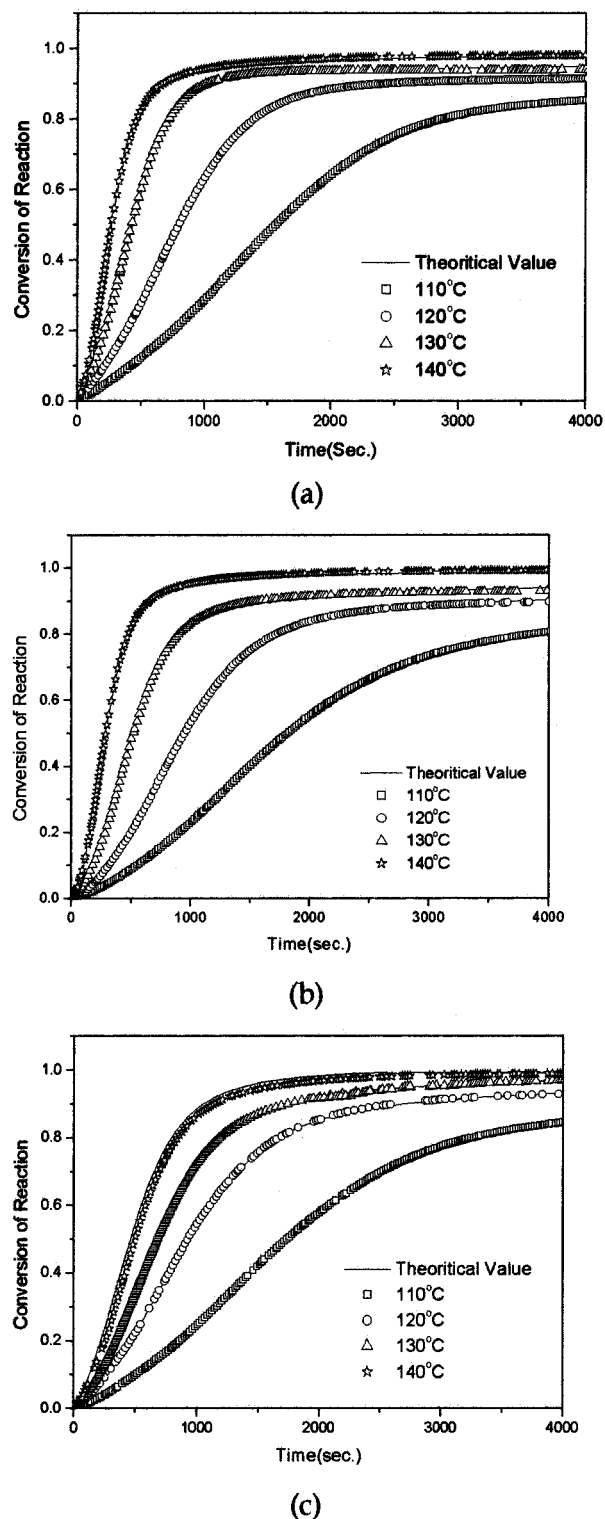 1.0
0.8
0.6
0.4
0.2
0.0
Conversion of Reaction
Theoritical Value
110°C
120°C
130°C
140°C
0
1000
2000
3000
4000
Time(Sec.)
(a)
1.0
0.8
0.6
0.4
0.2
0.0
Conversion of Reaction
Theoritical Value
110°C
120°C
130°C
140°C
0
1000
2000
3000
4000
Time(sec.)
(b)
1.0
0.8
0.6
0.4
0.2
0.0
Conversion of Reaction
Theoritical Value
110°C
120°C
130°C
140°C
0
1000
2000
3000
4000
Time(sec.)
(c)